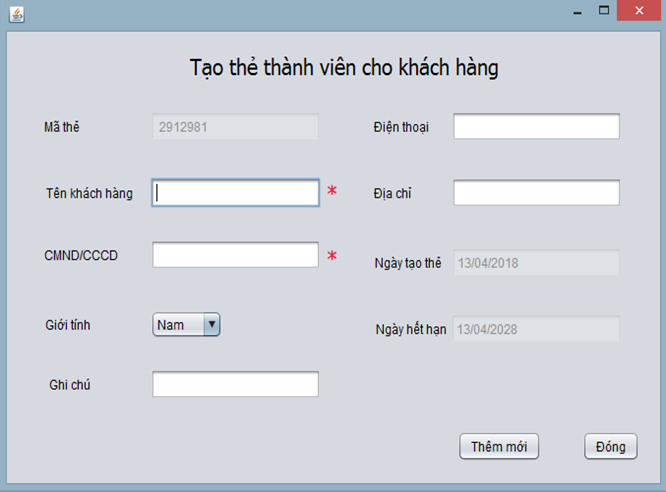 Tạo thẻ thành viên cho khách hàng
Mã thẻ 2912981 Điện thoại
Tên khách hàng * Địa chỉ
CMND/CCCD * Ngày tạo thẻ 13/04/2018
Giới tính Nam Ngày hết hạn 13/04/2028
Ghi chú
Thêm mới Đóng